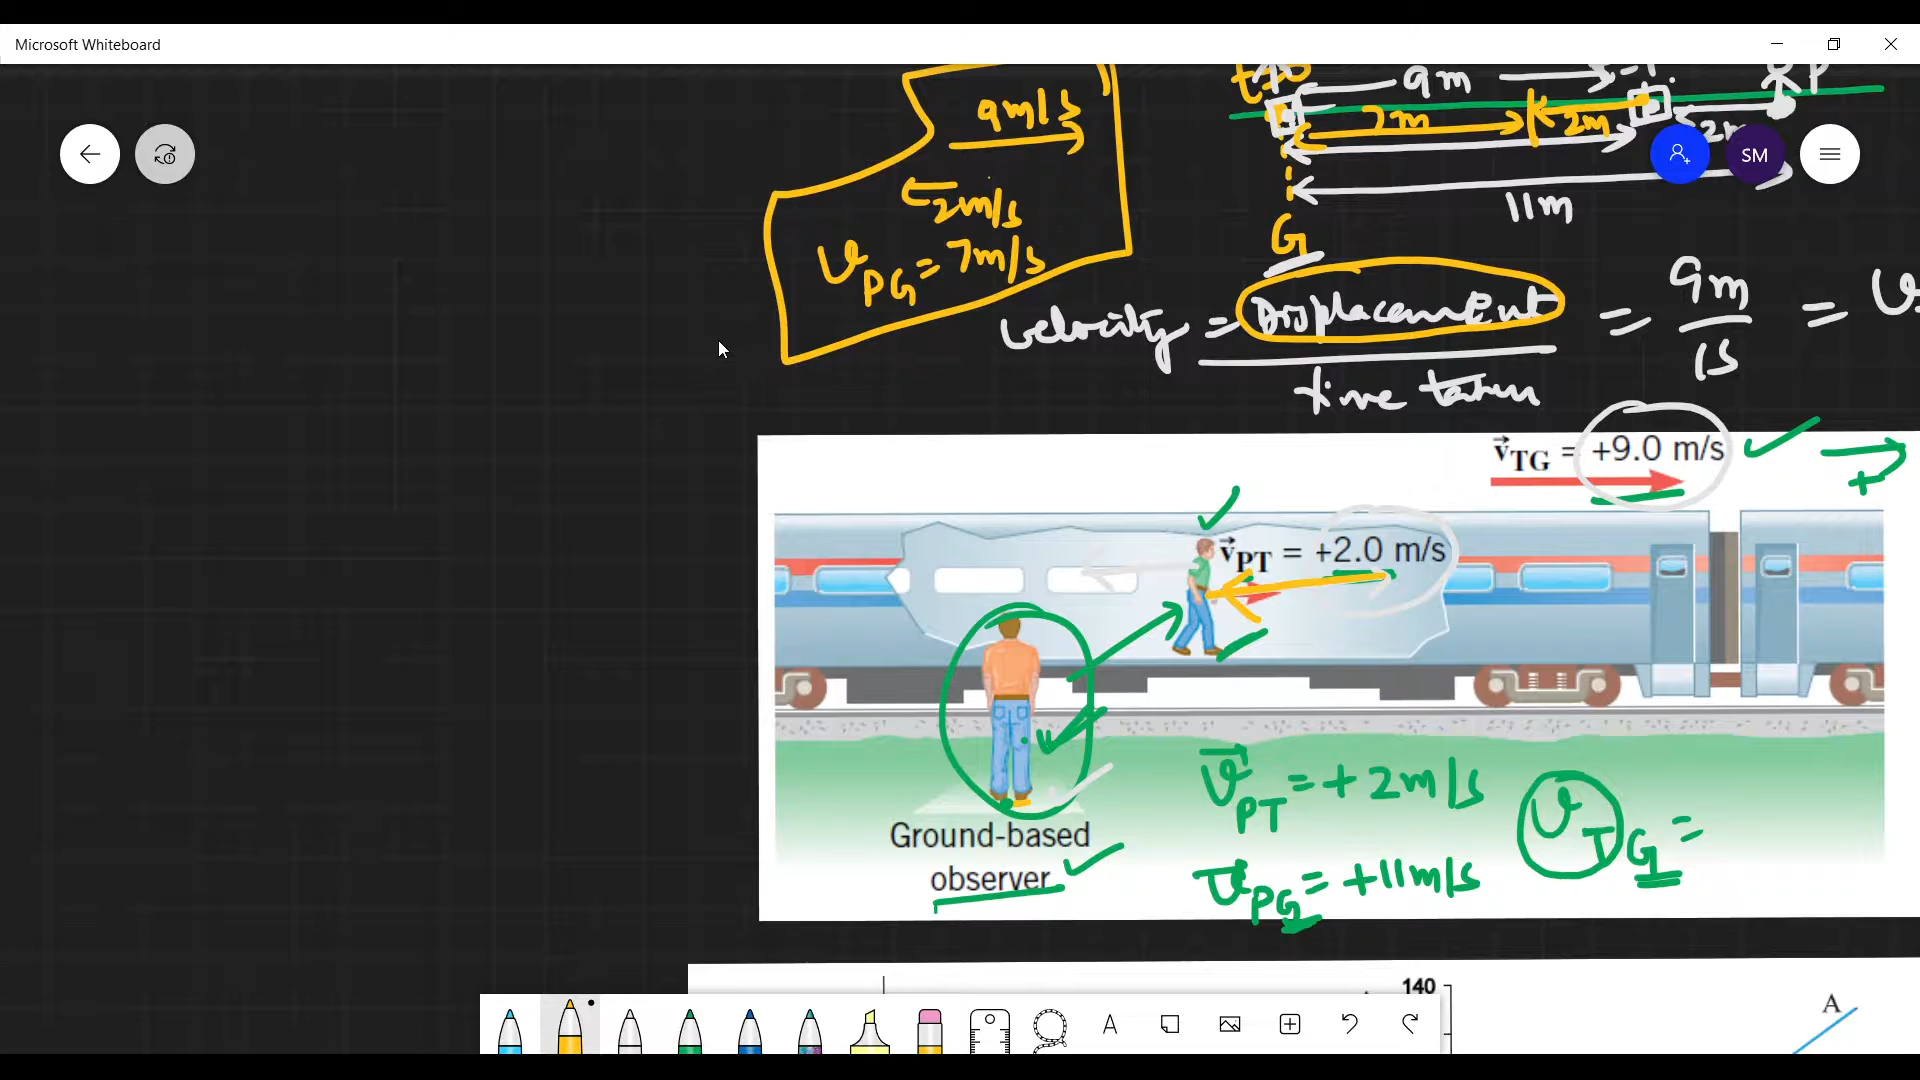 Microsoft Whiteboard
9m
P
9m/s
7m
2m
SM
2m/s
11m
VPG = 7m/s
G
velocity = Displacement / time taken = 9m / 1s =
vTG = +9.0 m/s
+
vPT = +2.0 m/s
vPT = +2m/s
vTG =
Ground-based
observer
vPG = +11m/s
140
A